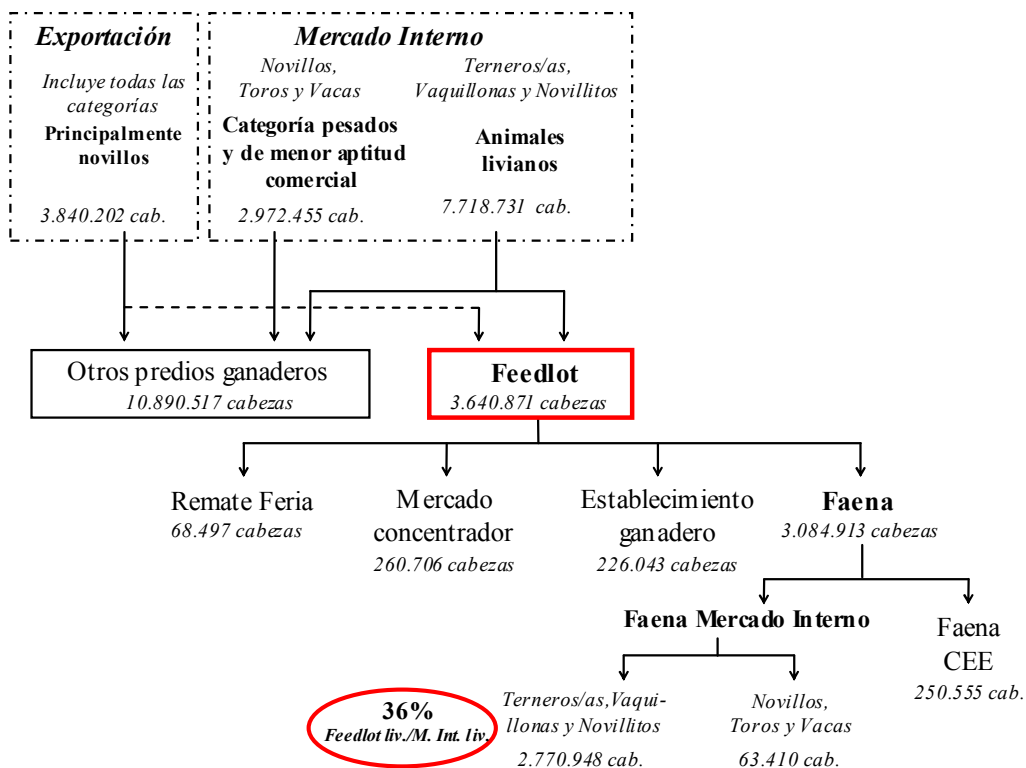 Exportación
Incluye todas las
categorías
Principalmente
novillos
3.840.202 cab.
Mercado Interno
Novillos,
Toros y Vacas
Categoría pesados
y de menor aptitud
comercial
2.972.455 cab.
Terneros/as,
Vaquillonas y Novillitos
Animales
livianos
7.718.731 cab.
Otros predios ganaderos
10.890.517 cabezas
Feedlot
3.640.871 cabezas
Remate Feria
68.497 cabezas
Mercado
concentrador
260.706 cabezas
Establecimiento
ganadero
226.043 cabezas
Faena
3.084.913 cabezas
Faena Mercado Interno
Faena
CEE
250.555 cab.
36%
Feedlot liv./M. Int. liv.
Terneros/as,Vaqui-
llonas y Novillitos
2.770.948 cab.
Novillos,
Toros y Vacas
63.410 cab.